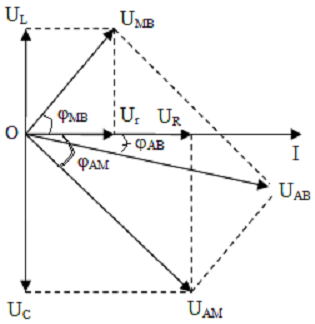 U_L U_MB
φ_MB
O U_r U_R I
φ_AB
φ_AM
U_AB
U_C U_AM